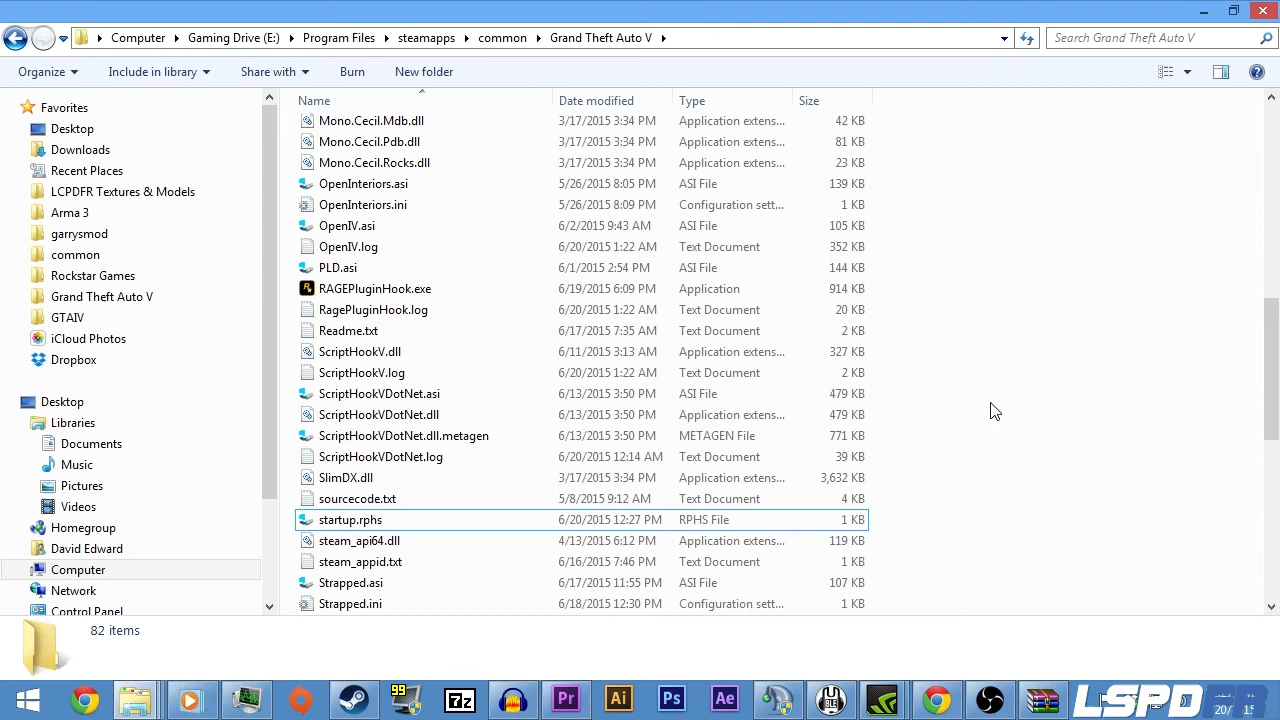 Computer Gaming Drive (E:) Program Files steamapps common Grand Theft Auto V Search Grand Theft Auto V
Organize Include in library Share with Burn New folder
Favorites
Desktop
Downloads
Recent Places
LCPDFR Textures & Models
Arma 3
garrysmod
common
Rockstar Games
Grand Theft Auto V
GTAIV
iCloud Photos
Dropbox
Desktop
Libraries
Documents
Music
Pictures
Videos
Homegroup
David Edward
Computer
Network
Control Panel
Name Date modified Type Size
Mono.Cecil.Mdb.dll 3/17/2015 3:34 PM Application extens... 42 KB
Mono.Cecil.Pdb.dll 3/17/2015 3:34 PM Application extens... 81 KB
Mono.Cecil.Rocks.dll 3/17/2015 3:34 PM Application extens... 23 KB
OpenInteriors.asi 5/26/2015 8:05 PM ASI File 139 KB
OpenInteriors.ini 5/26/2015 8:09 PM Configuration sett... 1 KB
OpenIV.asi 6/2/2015 9:43 AM ASI File 105 KB
OpenIV.log 6/20/2015 1:22 AM Text Document 352 KB
PLD.asi 6/1/2015 2:54 PM ASI File 144 KB
RAGEPluginHook.exe 6/19/2015 6:09 PM Application 914 KB
RagePluginHook.log 6/20/2015 1:22 AM Text Document 20 KB
Readme.txt 6/17/2015 7:35 AM Text Document 2 KB
ScriptHookV.dll 6/11/2015 3:13 AM Application extens... 327 KB
ScriptHookV.log 6/20/2015 1:22 AM Text Document 2 KB
ScriptHookVDotNet.asi 6/13/2015 3:50 PM ASI File 479 KB
ScriptHookVDotNet.dll 6/13/2015 3:50 PM Application extens... 479 KB
ScriptHookVDotNet.dll.metagen 6/13/2015 3:50 PM METAGEN File 771 KB
ScriptHookVDotNet.log 6/20/2015 12:14 AM Text Document 39 KB
SlimDX.dll 3/17/2015 3:34 PM Application extens... 3,632 KB
sourcecode.txt 5/8/2015 9:12 AM Text Document 4 KB
startup.rphs 6/20/2015 12:27 PM RPHS File 1 KB
steam_api64.dll 4/13/2015 6:12 PM Application extens... 119 KB
steam_appid.txt 6/16/2015 7:46 PM Text Document 1 KB
Strapped.asi 6/17/2015 11:55 PM ASI File 107 KB
Strapped.ini 6/18/2015 12:30 PM Configuration sett... 1 KB
82 items
99 7z Pr Ai Ps Ae LSPD